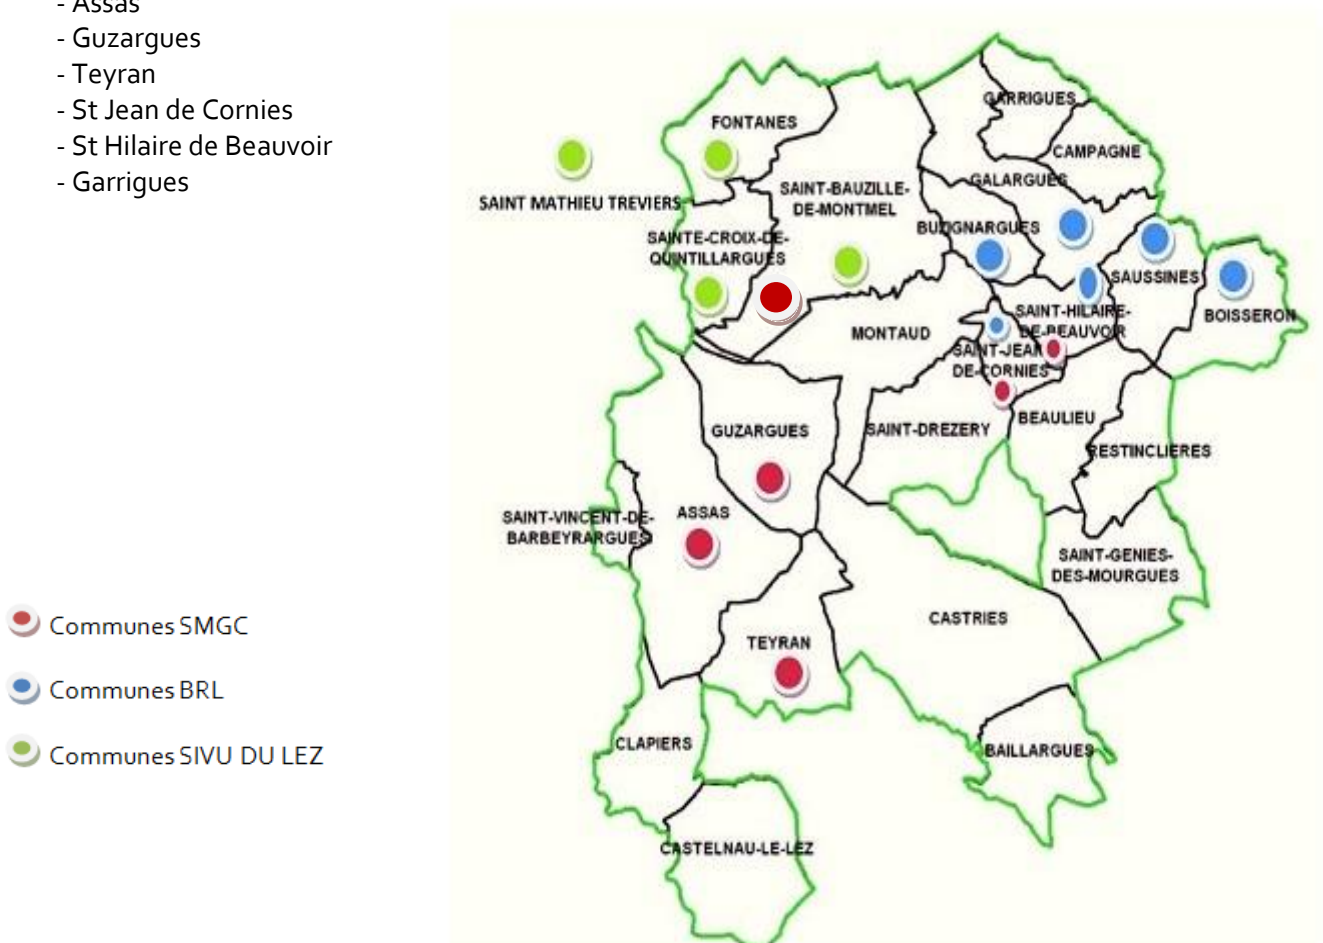 - Assas
- Guzargues
- Teyran
- St Jean de Cornies
- St Hilaire de Beauvoir
- Garrigues
GARRIGUES
FONTANES
CAMPAGNE
GALARGUES
SAINT-BAUZILLE-
DE-MONTMEL
SAINT MATHIEU TREVIERS
BUZIGNARGUES
SAINTE-CROIX-DE-
QUINTILLARGUES
SAUSSINES
BOISSERON
SAINT-HILAIRE-
DE-BEAUVOIR
MONTAUD
SAINT-JEAN
DE-CORNIES
BEAULIEU
GUZARGUES
SAINT-DREZERY
RESTINCLIERES
SAINT-VINCENT-DE-
BARBEYRARGUES
ASSAS
SAINT-GENIES-
DES-MOURGUES
CASTRIES
TEYRAN
CLAPIERS
BAILLARGUES
CASTELNAU-LE-LEZ
Communes SMGC
Communes BRL
Communes SIVU DU LEZ